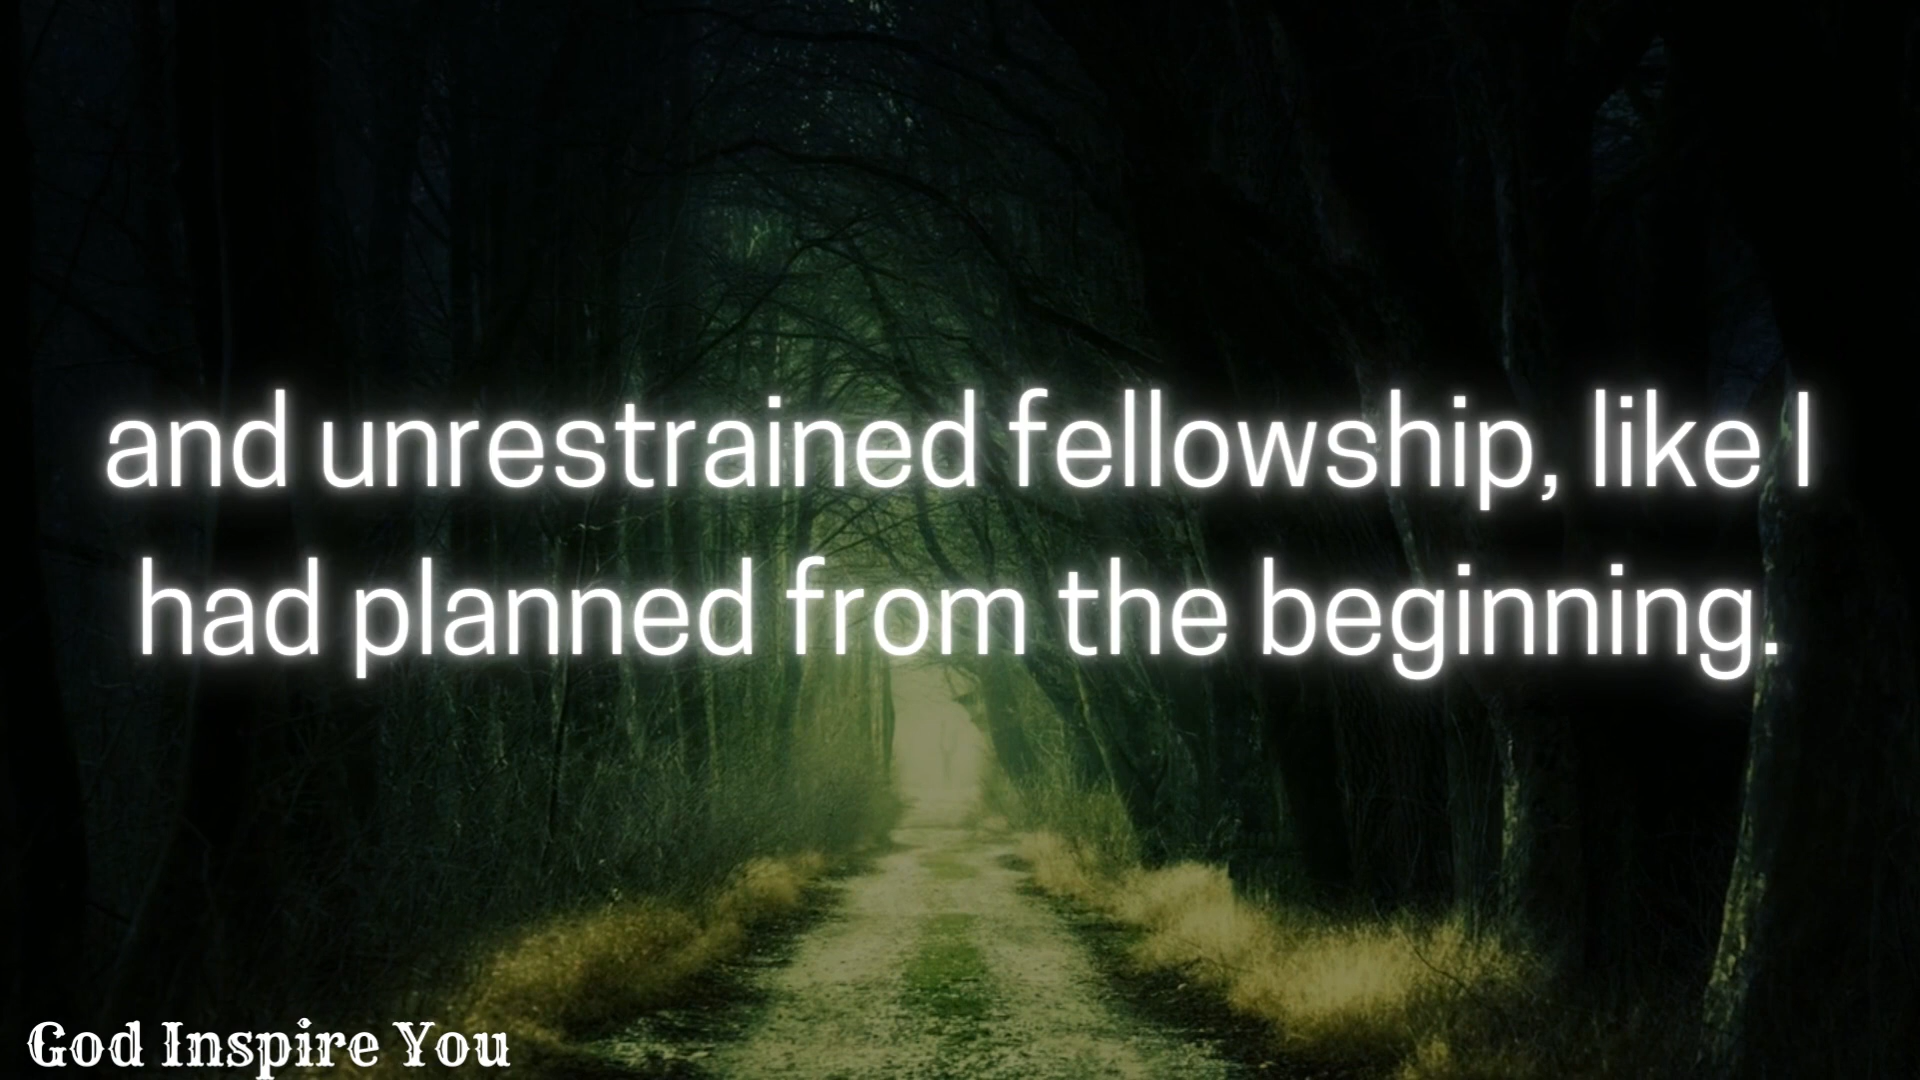 and unrestrained fellowship, like I
had planned from the beginning.
God Inspire You